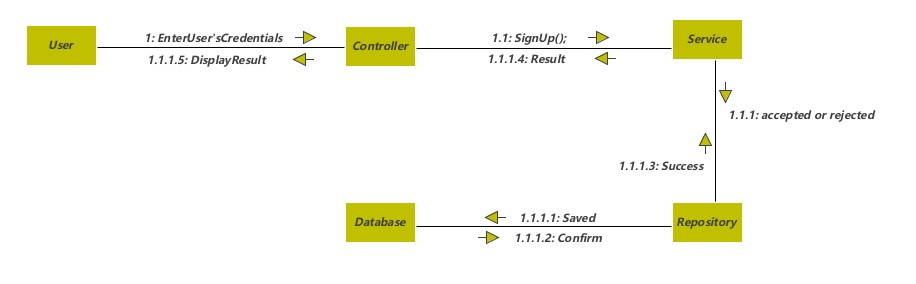 User
1: EnterUser'sCredentials
1.1.1.5: DisplayResult
Controller
1.1: SignUp();
1.1.1.4: Result
Service
1.1.1: accepted or rejected
1.1.1.3: Success
Database
1.1.1.1: Saved
1.1.1.2: Confirm
Repository